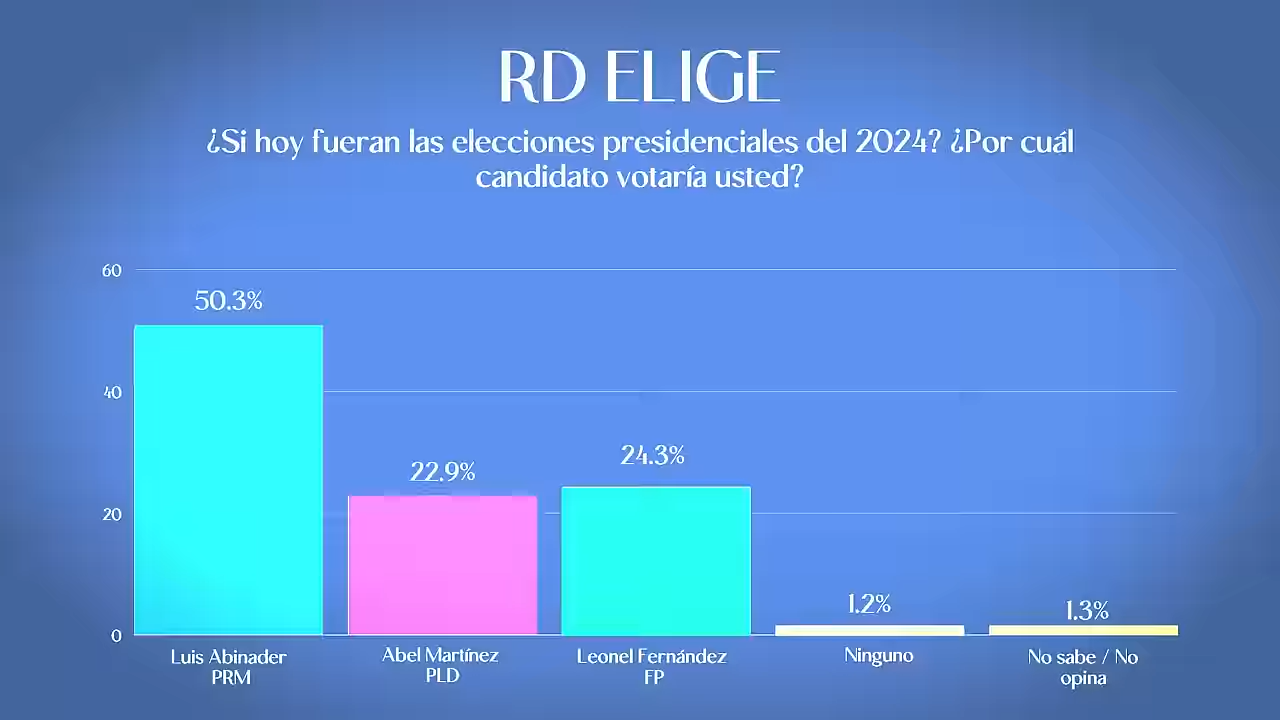 RD ELIGE
¿Si hoy fueran las elecciones presidenciales del 2024? ¿Por cuál
candidato votaría usted?
60
50.3%
40
24.3%
22.9%
20
1.2%
1.3%
0
Luis Abinader
PRM
Abel Martínez
PLD
Leonel Fernández
FP
Ninguno
No sabe / No
opina